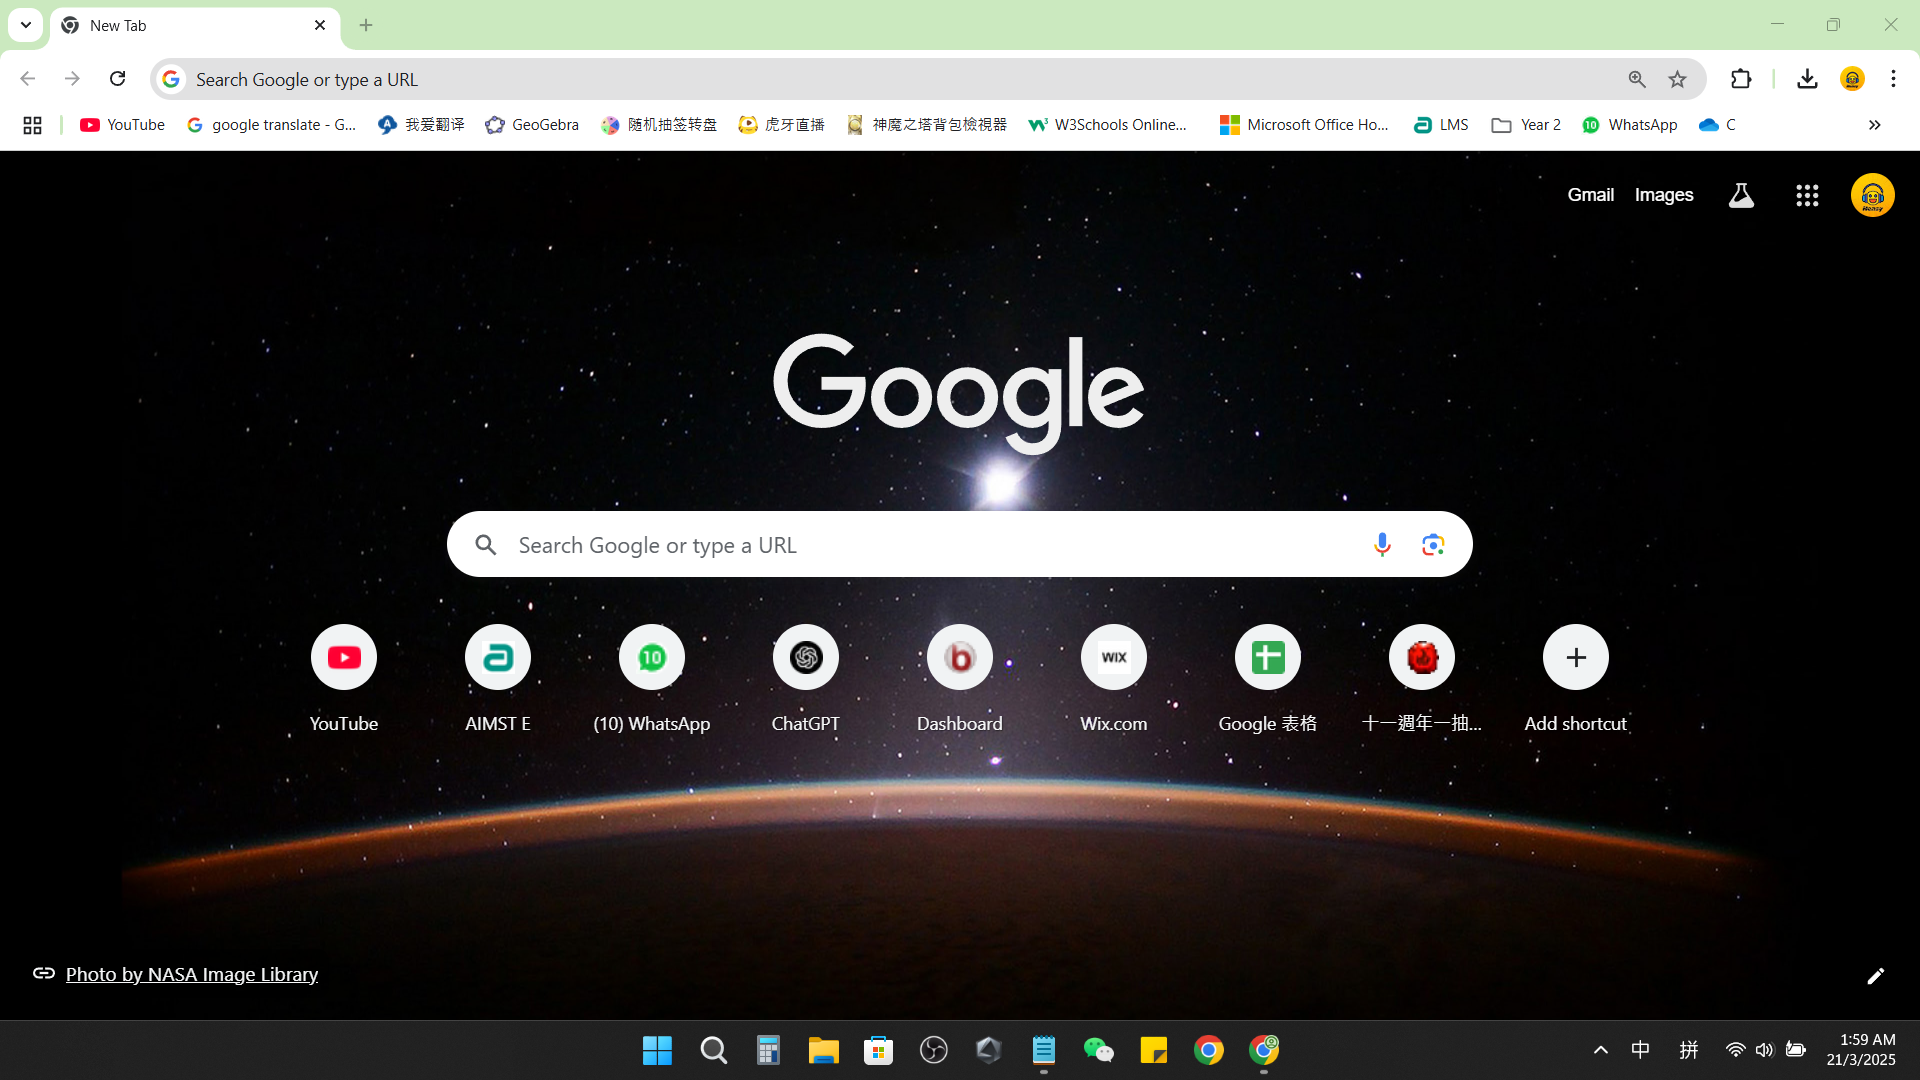 New Tab
Search Google or type a URL
YouTube
google translate - G...
我爱翻译
GeoGebra
随机抽签转盘
虎牙直播
神魔之塔背包檢視器
W3Schools Online...
Microsoft Office Ho...
LMS
Year 2
10
WhatsApp
C
Gmail
Images
Google
Search Google or type a URL
10
WIX
YouTube
AIMST E
(10) WhatsApp
ChatGPT
Dashboard
Wix.com
Google 表格
十一週年一抽...
Add shortcut
Photo by NASA Image Library
中
拼
1:59 AM
21/3/2025